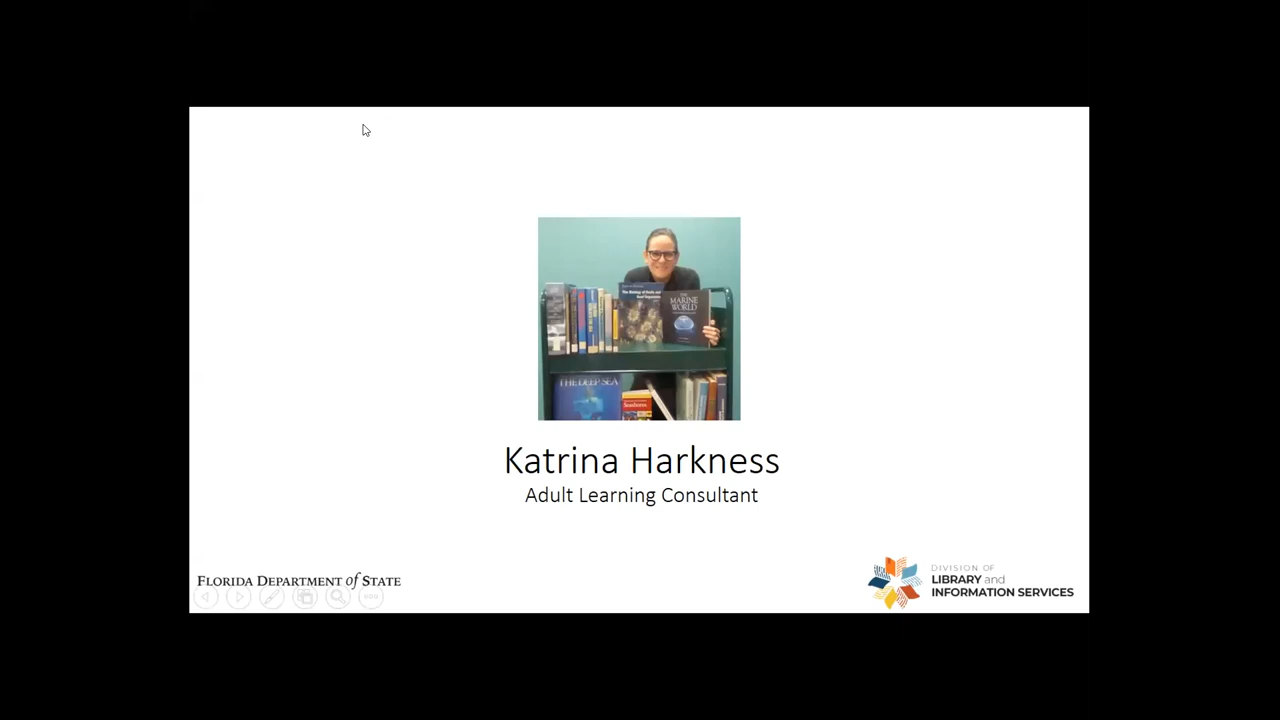 THE
MARINE
WORLD
THE DEEP SEA
Seashores
Katrina Harkness
Adult Learning Consultant
FLORIDA DEPARTMENT of STATE
DIVISION OF
LIBRARY and
INFORMATION SERVICES